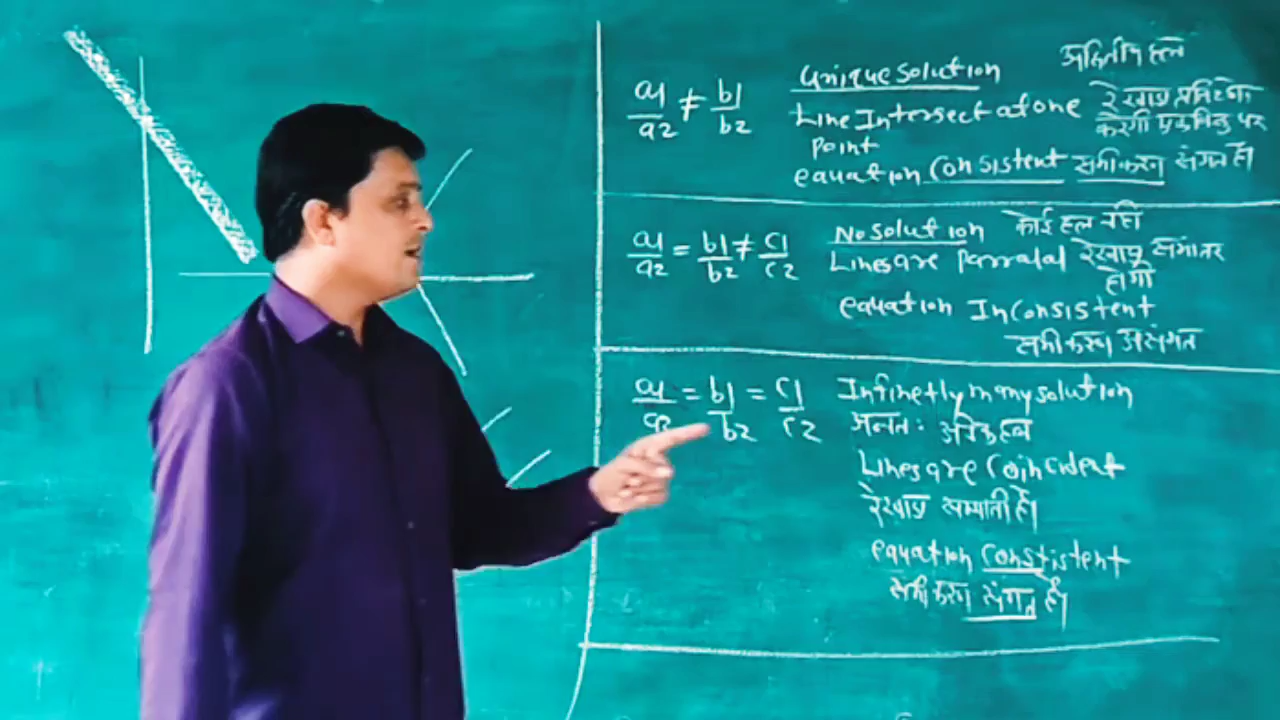 a1/a2 ≠ b1/b2
unique solution अद्वितीय हल
Line Intersect at one रेखाए प्रतिच्छेद
point करेगी एक बिन्दु पर
equation Consistent समीकरण संगत है।
a1/a2 = b1/b2 ≠ c1/c2
No solution कोई हल नहीं
Lines are Parralal रेखाए समांतर
होगी
equation InConsistent
समीकरण असंगत
a1/a2 = b1/b2 = c1/c2
Infinetly many solution
अनतः अनेक हल
Lines are Coincident
रेखाए सम्पाती है।
equation constistent
समीकरण संगत है।